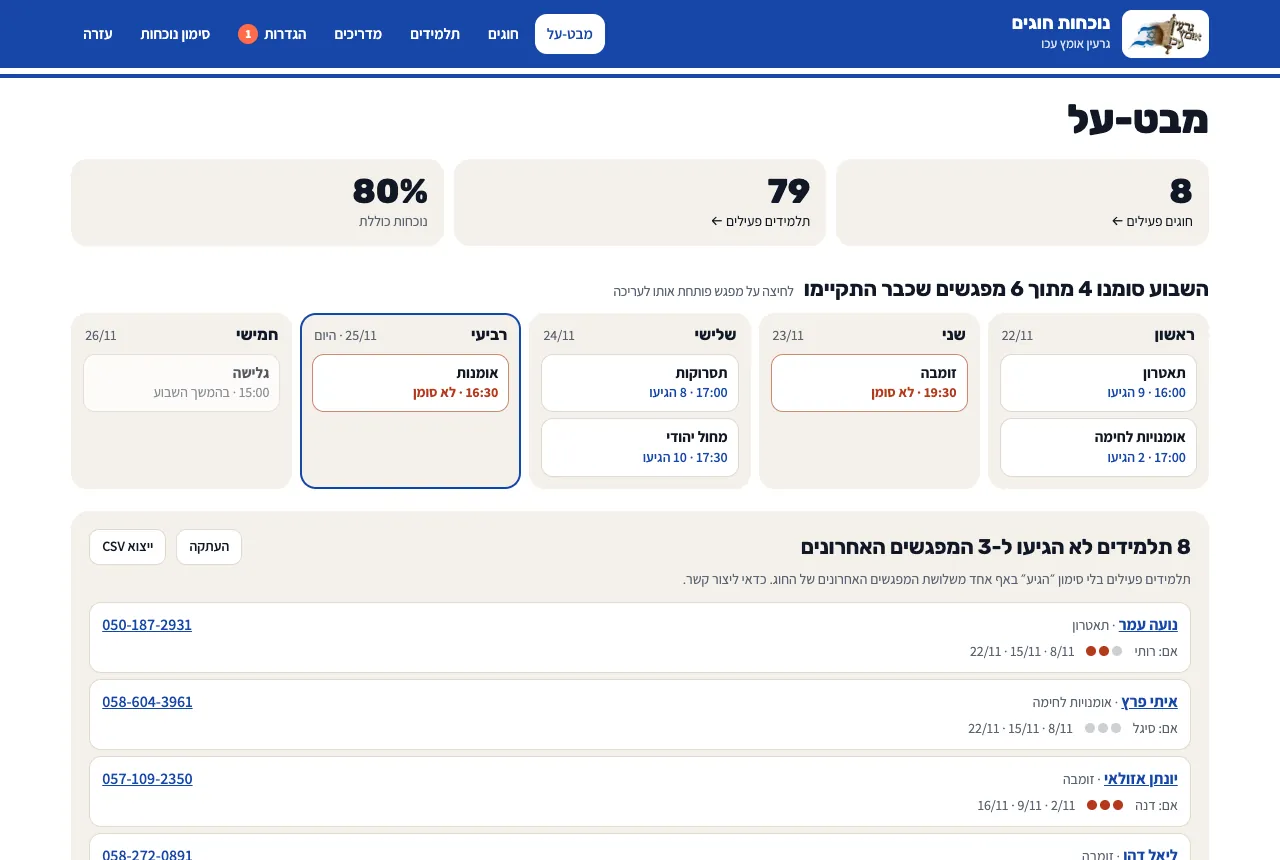 גרעין
אומץ עכו
נוכחות חוגים
גרעין אומץ עכו
מבט-על
חוגים
תלמידים
מדריכים
הגדרות 1
סימון נוכחות
עזרה
מבט-על
8
חוגים פעילים ←
79
תלמידים פעילים ←
80%
נוכחות כוללת
השבוע סומנו 4 מתוך 6 מפגשים שכבר התקיימו לחיצה על מפגש פותחת אותו לעריכה
ראשון 22/11
תאטרון
16:00 · 9 הגיעו
אומנויות לחימה
17:00 · 2 הגיעו
שני 23/11
זומבה
19:30 · לא סומן
שלישי 24/11
תסרוקות
17:00 · 8 הגיעו
מחול יהודי
17:30 · 10 הגיעו
רביעי 25/11 · היום
אומנות
16:30 · לא סומן
חמישי 26/11
גלישה
15:00 · בהמשך השבוע
8 תלמידים לא הגיעו ל-3 המפגשים האחרונים
העתקה
ייצוא CSV
תלמידים פעילים בלי סימון ״הגיע״ באף אחד משלושת המפגשים האחרונים של החוג. כדאי ליצור קשר.
נועה עמר · תאטרון 050-187-2931
אם: רותי 8/11 · 15/11 · 22/11
איתי פרץ · אומנויות לחימה 058-604-3961
אם: סיגל 8/11 · 15/11 · 22/11
יונתן אזולאי · זומבה 057-109-2350
אם: דנה 2/11 · 9/11 · 16/11
ליאל דהן · זומבה 058-272-0891